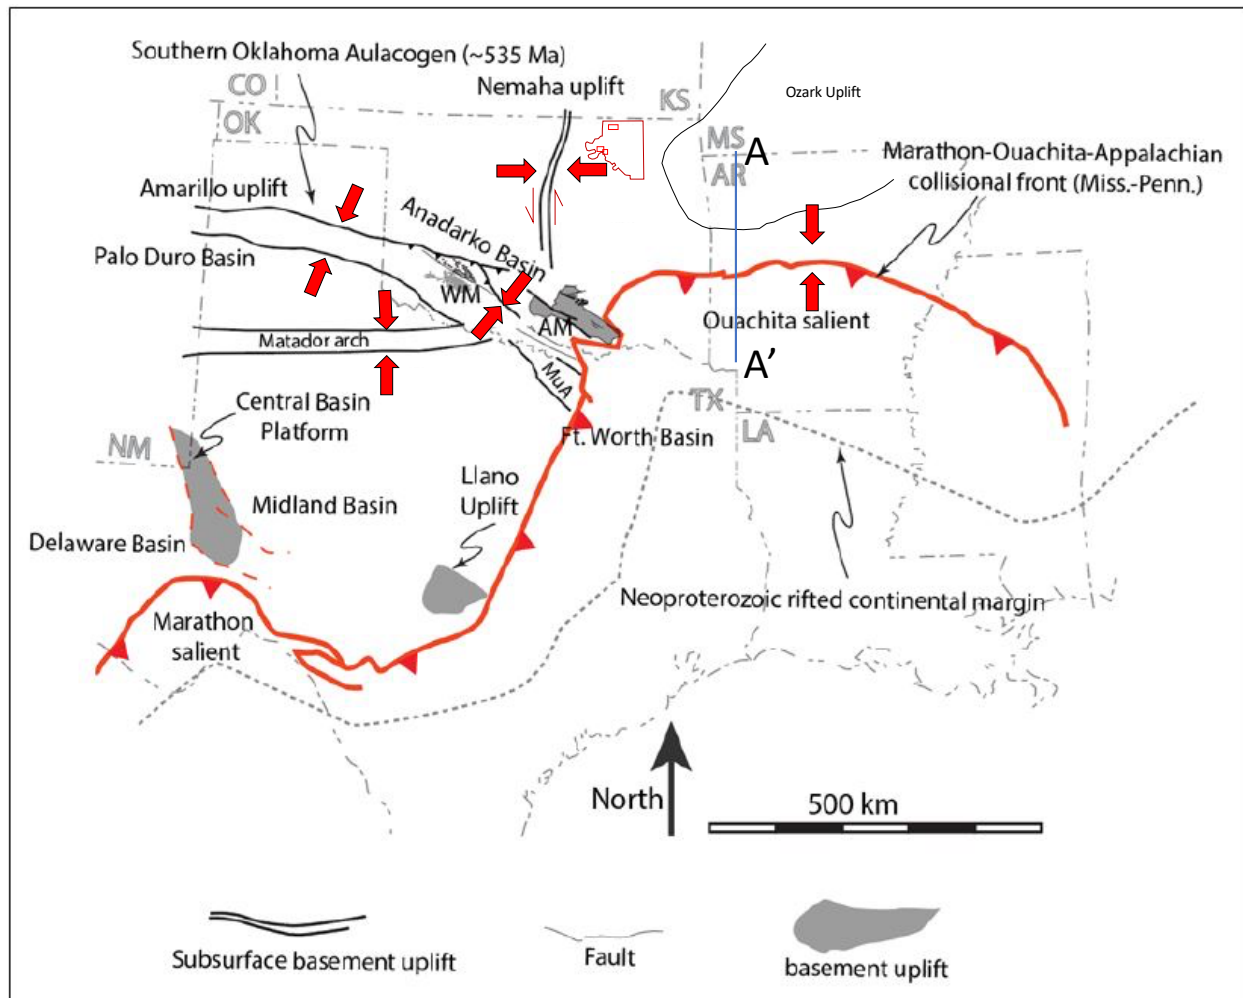 Southern Oklahoma Aulacogen (~535 Ma)
CO
OK
Nemaha uplift
KS
Ozark Uplift
MS
AR
A
Marathon-Ouachita-Appalachian
collisional front (Miss.-Penn.)
Amarillo uplift
Anadarko Basin
Palo Duro Basin
WM
AM
Ouachita salient
Matador arch
A’
MuA
TX
LA
Central Basin
Platform
Ft. Worth Basin
NM
Llano
Uplift
Midland Basin
Delaware Basin
Neoproterozoic rifted continental margin
Marathon
salient
North
500 km
Subsurface basement uplift
Fault
basement uplift